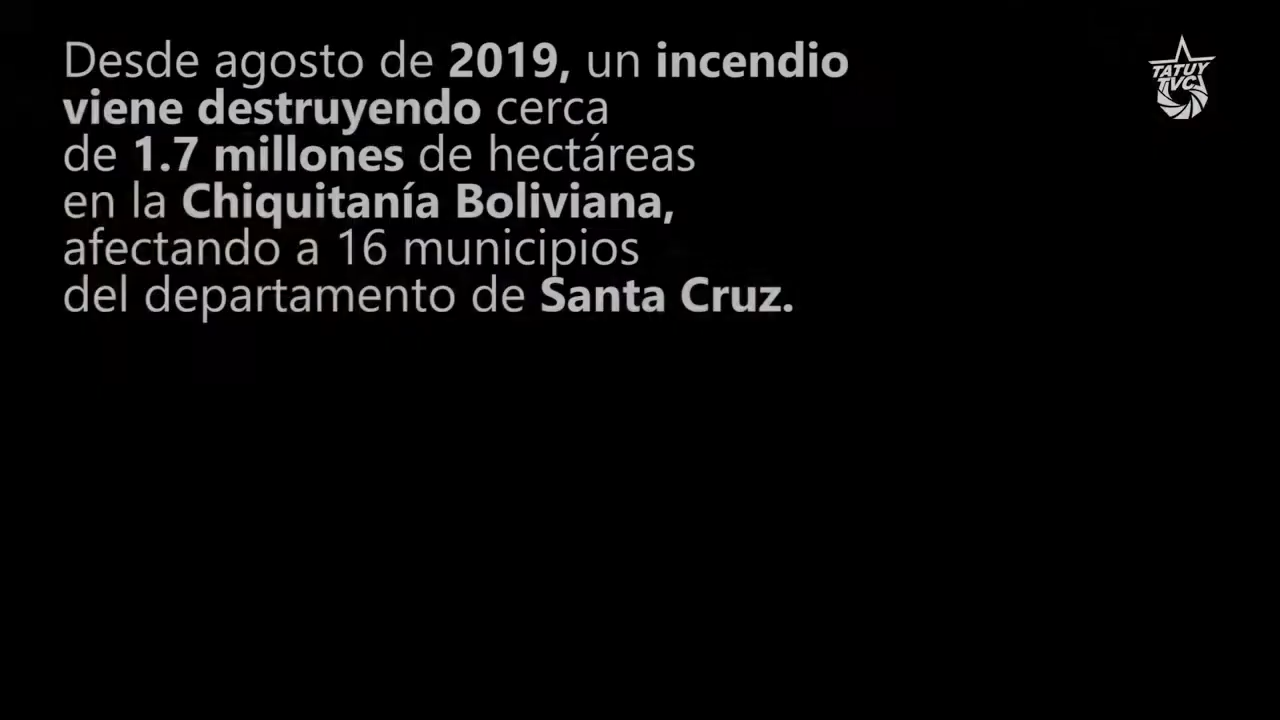 Desde agosto de 2019, un incendio
viene destruyendo cerca
de 1.7 millones de hectáreas
en la Chiquitanía Boliviana,
afectando a 16 municipios
del departamento de Santa Cruz.
TATUY
TVC